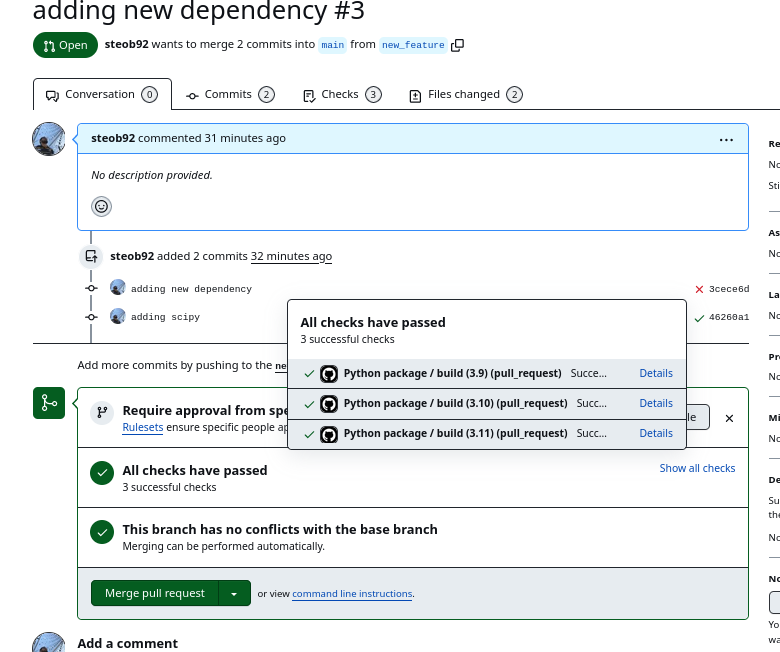 adding new dependency #3
Open steob92 wants to merge 2 commits into main from new_feature
Conversation 0 Commits 2 Checks 3 Files changed 2
steob92 commented 31 minutes ago ...
No description provided.
steob92 added 2 commits 32 minutes ago
adding new dependency 3cece6d
adding scipy 46260a1
All checks have passed
3 successful checks
Python package / build (3.9) (pull_request) Succe... Details
Python package / build (3.10) (pull_request) Succ... Details
Python package / build (3.11) (pull_request) Succ... Details
Add more commits by pushing to the ne
Require approval from spe
le
Rulesets ensure specific people ap
All checks have passed
3 successful checks
Show all checks
This branch has no conflicts with the base branch
Merging can be performed automatically.
Merge pull request or view command line instructions.
Add a comment
Re
No
Sti
As
No
La
No
Pr
No
Mi
No
De
Su
the
No
No
Yo
wa